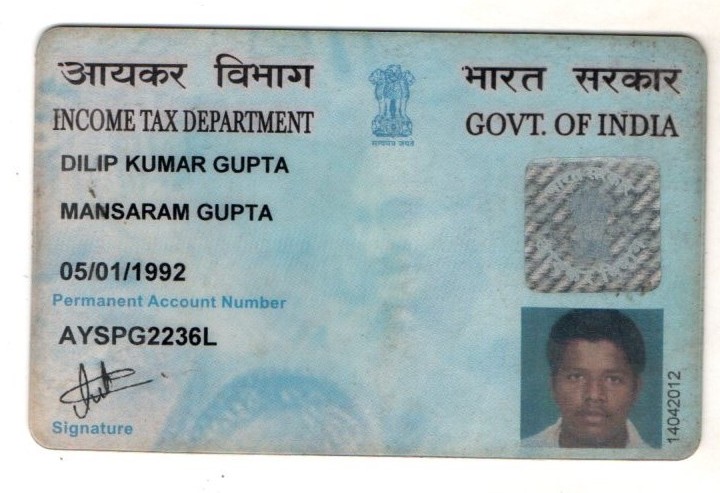 आयकर विभाग
INCOME TAX DEPARTMENT
सत्यमेव जयते
भारत सरकार
GOVT. OF INDIA
DILIP KUMAR GUPTA
MANSARAM GUPTA
05/01/1992
Permanent Account Number
AYSPG2236L
Signature
14042012